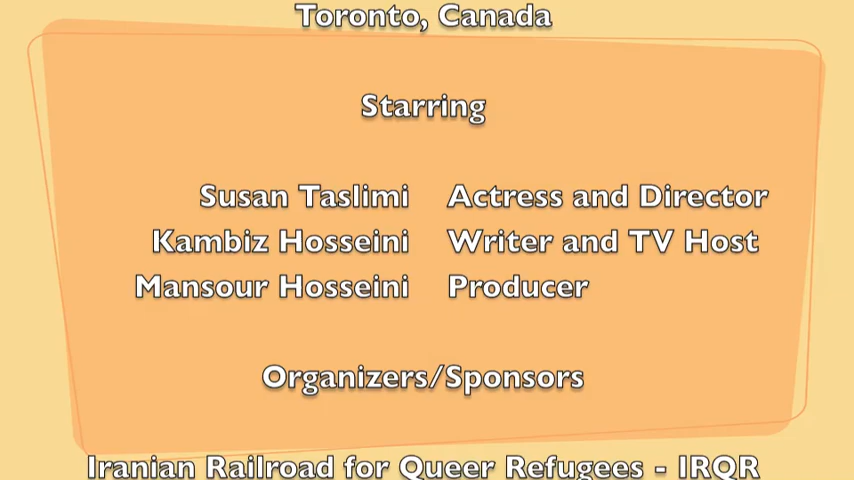 Toronto, Canada
Starring
Susan Taslimi Actress and Director
Kambiz Hosseini Writer and TV Host
Mansour Hosseini Producer
Organizers/Sponsors
Iranian Railroad for Queer Refugees - IRQR